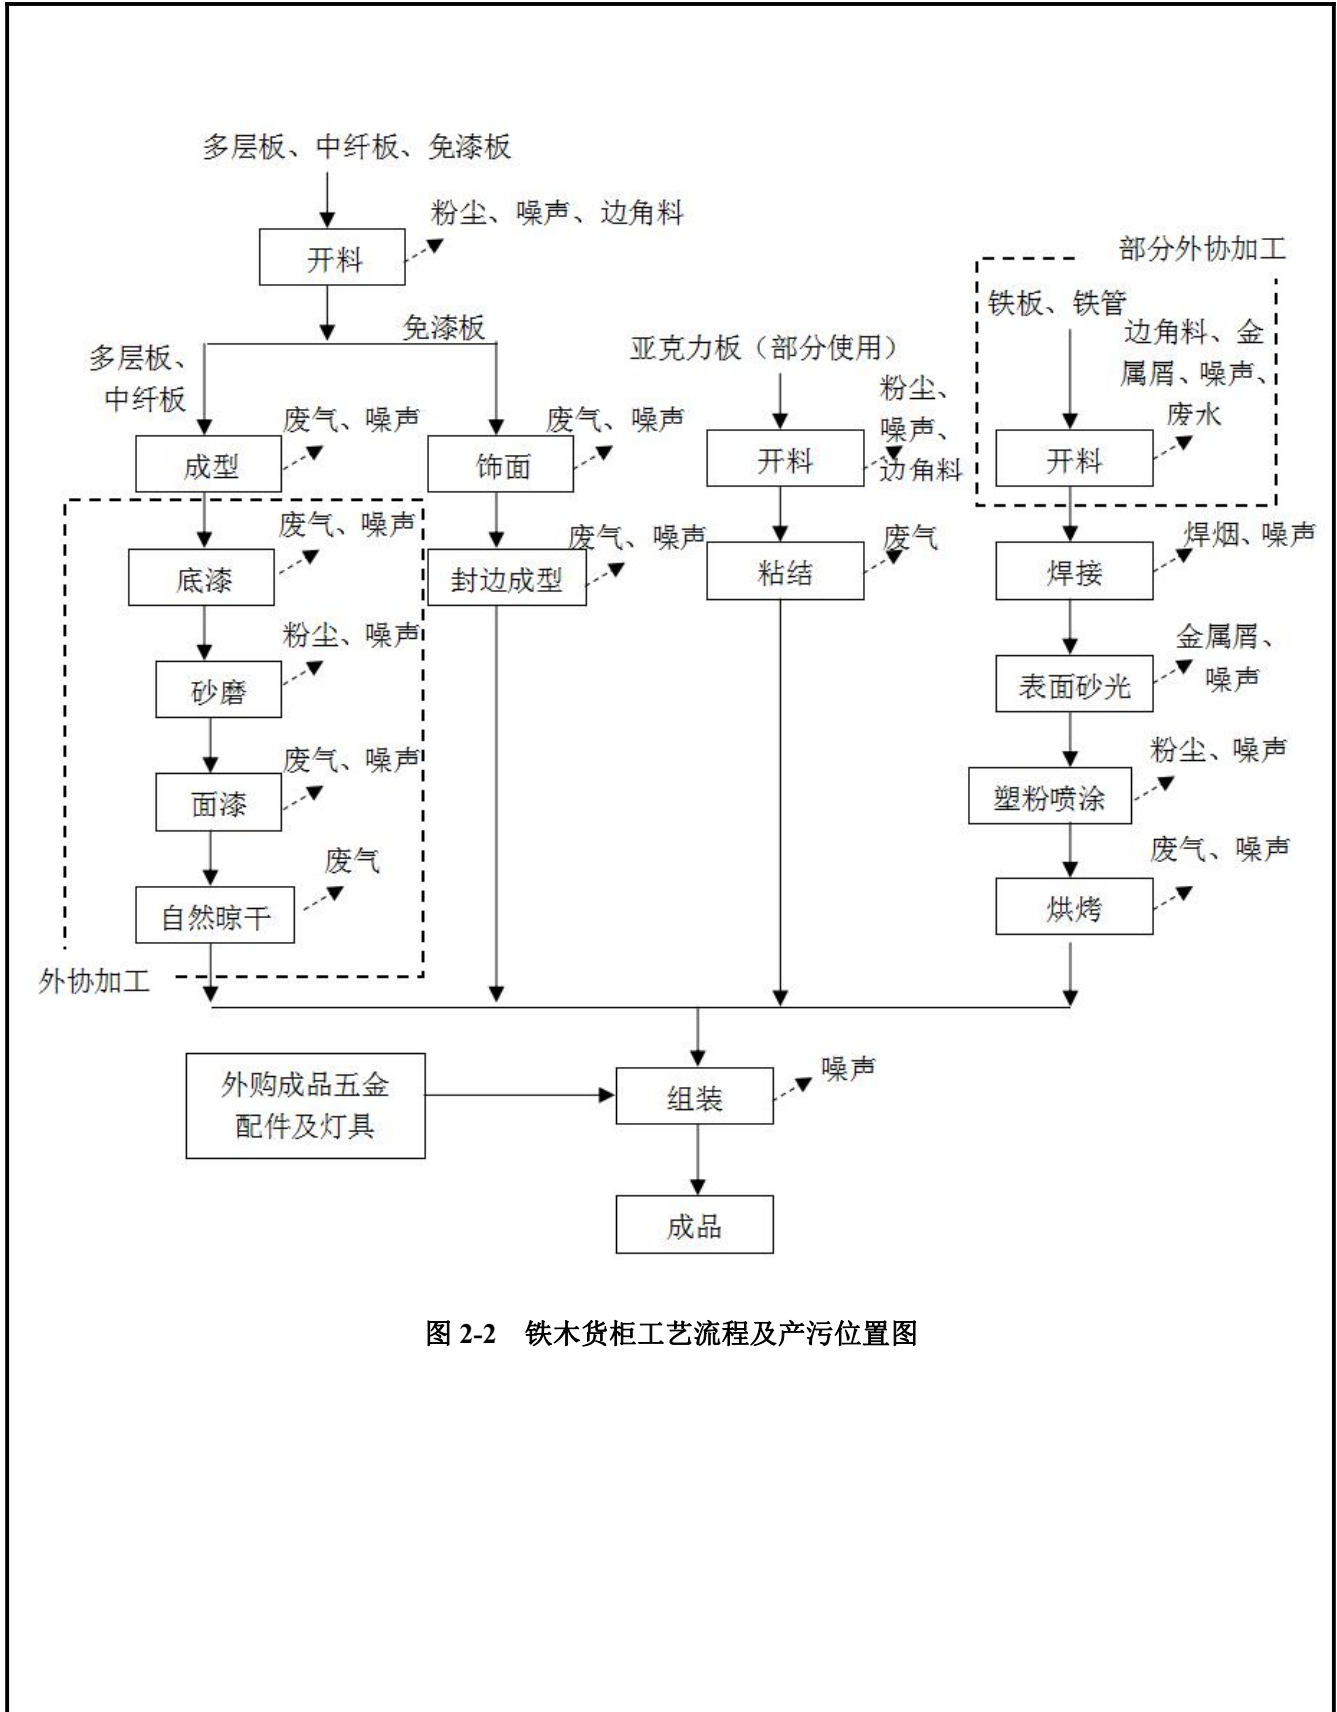 多层板、中纤板、免漆板
粉尘、噪声、边角料
开料
免漆板
多层板、
中纤板
废气、噪声
成型
废气、噪声
饰面
废气、噪声
底漆
废气、噪声
封边成型
粉尘、噪声
砂磨
废气、噪声
面漆
废气
自然晾干
外协加工
亚克力板（部分使用）
粉尘、
噪声、
边角料
开料
废气
粘结
部分外协加工
铁板、铁管
边角料、金
属屑、噪声、
废水
开料
焊烟、噪声
焊接
金属屑、
噪声
表面砂光
粉尘、噪声
塑粉喷涂
废气、噪声
烘烤
外购成品五金
配件及灯具
噪声
组装
成品
图 2-2 铁木货柜工艺流程及产污位置图